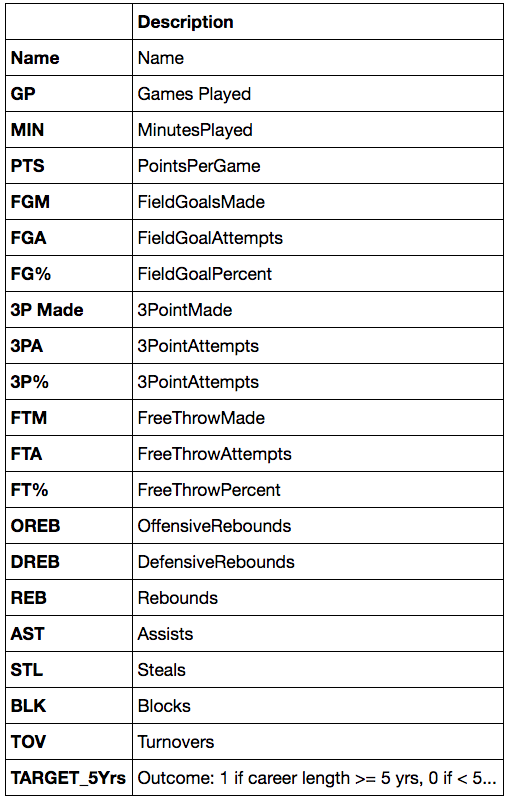 Description
Name Name
GP Games Played
MIN MinutesPlayed
PTS PointsPerGame
FGM FieldGoalsMade
FGA FieldGoalAttempts
FG% FieldGoalPercent
3P Made 3PointMade
3PA 3PointAttempts
3P% 3PointAttempts
FTM FreeThrowMade
FTA FreeThrowAttempts
FT% FreeThrowPercent
OREB OffensiveRebounds
DREB DefensiveRebounds
REB Rebounds
AST Assists
STL Steals
BLK Blocks
TOV Turnovers
TARGET_5Yrs Outcome: 1 if career length >= 5 yrs, 0 if < 5...